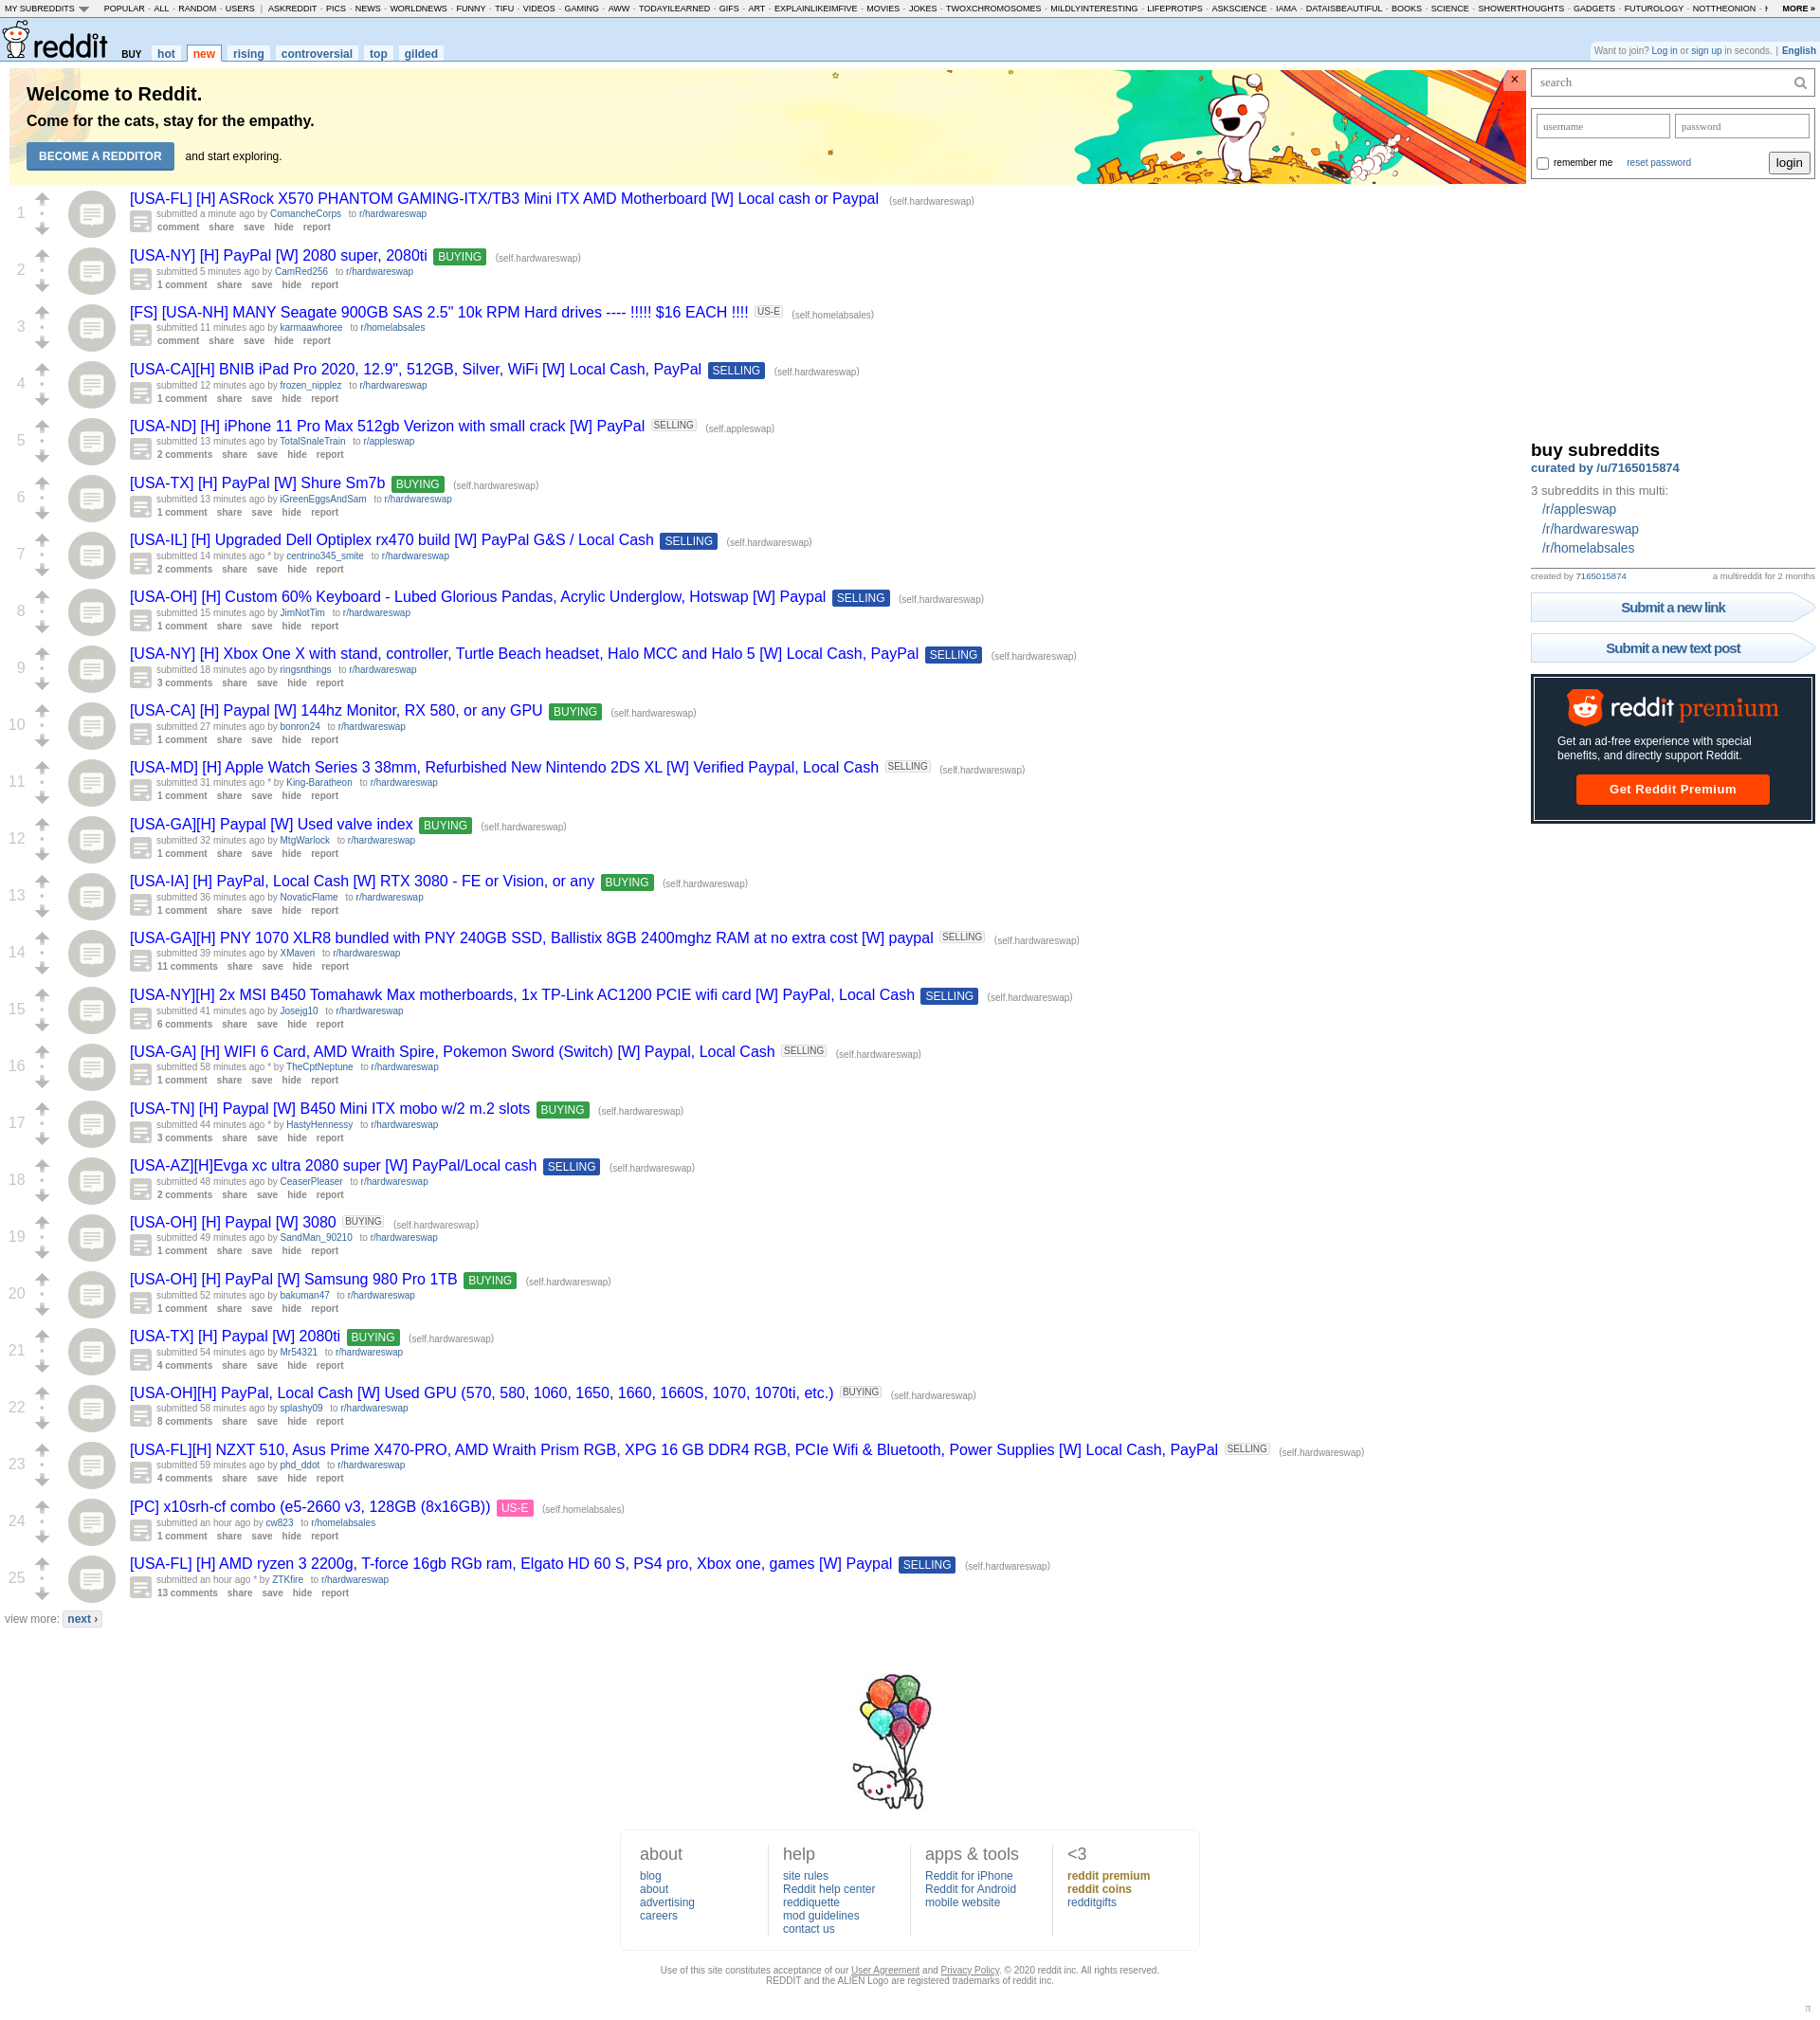 MY SUBREDDITS POPULAR - ALL - RANDOM - USERS | ASKREDDIT - PICS - NEWS - WORLDNEWS - FUNNY - TIFU - VIDEOS - GAMING - AWW - TODAYILEARNED - GIFS - ART - EXPLAINLIKEIMFIVE - MOVIES - JOKES - TWOXCHROMOSOMES - MILDLYINTERESTING - LIFEPROTIPS - ASKSCIENCE - IAMA - DATAISBEAUTIFUL - BOOKS - SCIENCE - SHOWERTHOUGHTS - GADGETS - FUTUROLOGY - NOTTHEONION - MORE »
reddit BUY hot new rising controversial top gilded
Want to join? Log in or sign up in seconds. | English
Welcome to Reddit.
Come for the cats, stay for the empathy.
BECOME A REDDITOR and start exploring.
×
search
username password
remember me reset password login
1 [USA-FL] [H] ASRock X570 PHANTOM GAMING-ITX/TB3 Mini ITX AMD Motherboard [W] Local cash or Paypal (self.hardwareswap)
submitted a minute ago by ComancheCorps to r/hardwareswap
comment share save hide report
2 [USA-NY] [H] PayPal [W] 2080 super, 2080ti BUYING (self.hardwareswap)
submitted 5 minutes ago by CamRed256 to r/hardwareswap
1 comment share save hide report
3 [FS] [USA-NH] MANY Seagate 900GB SAS 2.5" 10k RPM Hard drives ---- !!!!! $16 EACH !!!! US-E (self.homelabsales)
submitted 11 minutes ago by karmaawhoree to r/homelabsales
comment share save hide report
4 [USA-CA][H] BNIB iPad Pro 2020, 12.9", 512GB, Silver, WiFi [W] Local Cash, PayPal SELLING (self.hardwareswap)
submitted 12 minutes ago by frozen_nipplez to r/hardwareswap
1 comment share save hide report
5 [USA-ND] [H] iPhone 11 Pro Max 512gb Verizon with small crack [W] PayPal SELLING (self.appleswap)
submitted 13 minutes ago by TotalSnaleTrain to r/appleswap
2 comments share save hide report
6 [USA-TX] [H] PayPal [W] Shure Sm7b BUYING (self.hardwareswap)
submitted 13 minutes ago by iGreenEggsAndSam to r/hardwareswap
1 comment share save hide report
7 [USA-IL] [H] Upgraded Dell Optiplex rx470 build [W] PayPal G&S / Local Cash SELLING (self.hardwareswap)
submitted 14 minutes ago * by centrino345_smite to r/hardwareswap
2 comments share save hide report
8 [USA-OH] [H] Custom 60% Keyboard - Lubed Glorious Pandas, Acrylic Underglow, Hotswap [W] Paypal SELLING (self.hardwareswap)
submitted 15 minutes ago by JimNotTim to r/hardwareswap
1 comment share save hide report
9 [USA-NY] [H] Xbox One X with stand, controller, Turtle Beach headset, Halo MCC and Halo 5 [W] Local Cash, PayPal SELLING (self.hardwareswap)
submitted 18 minutes ago by ringsnthings to r/hardwareswap
3 comments share save hide report
10 [USA-CA] [H] Paypal [W] 144hz Monitor, RX 580, or any GPU BUYING (self.hardwareswap)
submitted 27 minutes ago by bonron24 to r/hardwareswap
1 comment share save hide report
11 [USA-MD] [H] Apple Watch Series 3 38mm, Refurbished New Nintendo 2DS XL [W] Verified Paypal, Local Cash SELLING (self.hardwareswap)
submitted 31 minutes ago * by King-Baratheon to r/hardwareswap
1 comment share save hide report
12 [USA-GA][H] Paypal [W] Used valve index BUYING (self.hardwareswap)
submitted 32 minutes ago by MtgWarlock to r/hardwareswap
1 comment share save hide report
13 [USA-IA] [H] PayPal, Local Cash [W] RTX 3080 - FE or Vision, or any BUYING (self.hardwareswap)
submitted 36 minutes ago by NovaticFlame to r/hardwareswap
1 comment share save hide report
14 [USA-GA][H] PNY 1070 XLR8 bundled with PNY 240GB SSD, Ballistix 8GB 2400mghz RAM at no extra cost [W] paypal SELLING (self.hardwareswap)
submitted 39 minutes ago by XMaveri to r/hardwareswap
11 comments share save hide report
15 [USA-NY][H] 2x MSI B450 Tomahawk Max motherboards, 1x TP-Link AC1200 PCIE wifi card [W] PayPal, Local Cash SELLING (self.hardwareswap)
submitted 41 minutes ago by Josejg10 to r/hardwareswap
6 comments share save hide report
16 [USA-GA] [H] WIFI 6 Card, AMD Wraith Spire, Pokemon Sword (Switch) [W] Paypal, Local Cash SELLING (self.hardwareswap)
submitted 58 minutes ago * by TheCptNeptune to r/hardwareswap
1 comment share save hide report
17 [USA-TN] [H] Paypal [W] B450 Mini ITX mobo w/2 m.2 slots BUYING (self.hardwareswap)
submitted 44 minutes ago * by HastyHennessy to r/hardwareswap
3 comments share save hide report
18 [USA-AZ][H]Evga xc ultra 2080 super [W] PayPal/Local cash SELLING (self.hardwareswap)
submitted 48 minutes ago by CeaserPleaser to r/hardwareswap
2 comments share save hide report
19 [USA-OH] [H] Paypal [W] 3080 BUYING (self.hardwareswap)
submitted 49 minutes ago by SandMan_90210 to r/hardwareswap
1 comment share save hide report
20 [USA-OH] [H] PayPal [W] Samsung 980 Pro 1TB BUYING (self.hardwareswap)
submitted 52 minutes ago by bakuman47 to r/hardwareswap
1 comment share save hide report
21 [USA-TX] [H] Paypal [W] 2080ti BUYING (self.hardwareswap)
submitted 54 minutes ago by Mr54321 to r/hardwareswap
4 comments share save hide report
22 [USA-OH][H] PayPal, Local Cash [W] Used GPU (570, 580, 1060, 1650, 1660, 1660S, 1070, 1070ti, etc.) BUYING (self.hardwareswap)
submitted 58 minutes ago by splashy09 to r/hardwareswap
8 comments share save hide report
23 [USA-FL][H] NZXT 510, Asus Prime X470-PRO, AMD Wraith Prism RGB, XPG 16 GB DDR4 RGB, PCIe Wifi & Bluetooth, Power Supplies [W] Local Cash, PayPal SELLING (self.hardwareswap)
submitted 59 minutes ago by phd_ddot to r/hardwareswap
4 comments share save hide report
24 [PC] x10srh-cf combo (e5-2660 v3, 128GB (8x16GB)) US-E (self.homelabsales)
submitted an hour ago by cw823 to r/homelabsales
1 comment share save hide report
25 [USA-FL] [H] AMD ryzen 3 2200g, T-force 16gb RGb ram, Elgato HD 60 S, PS4 pro, Xbox one, games [W] Paypal SELLING (self.hardwareswap)
submitted an hour ago * by ZTKfire to r/hardwareswap
13 comments share save hide report
view more: next ›
buy subreddits
curated by /u/7165015874
3 subreddits in this multi:
/r/appleswap
/r/hardwareswap
/r/homelabsales
created by 7165015874 a multireddit for 2 months
Submit a new link
Submit a new text post
reddit premium
Get an ad-free experience with special
benefits, and directly support Reddit.
Get Reddit Premium
about
blog
about
advertising
careers
help
site rules
Reddit help center
reddiquette
mod guidelines
contact us
apps & tools
Reddit for iPhone
Reddit for Android
mobile website
<3
reddit premium
reddit coins
redditgifts
Use of this site constitutes acceptance of our User Agreement and Privacy Policy. © 2020 reddit inc. All rights reserved.
REDDIT and the ALIEN Logo are registered trademarks of reddit inc.
π